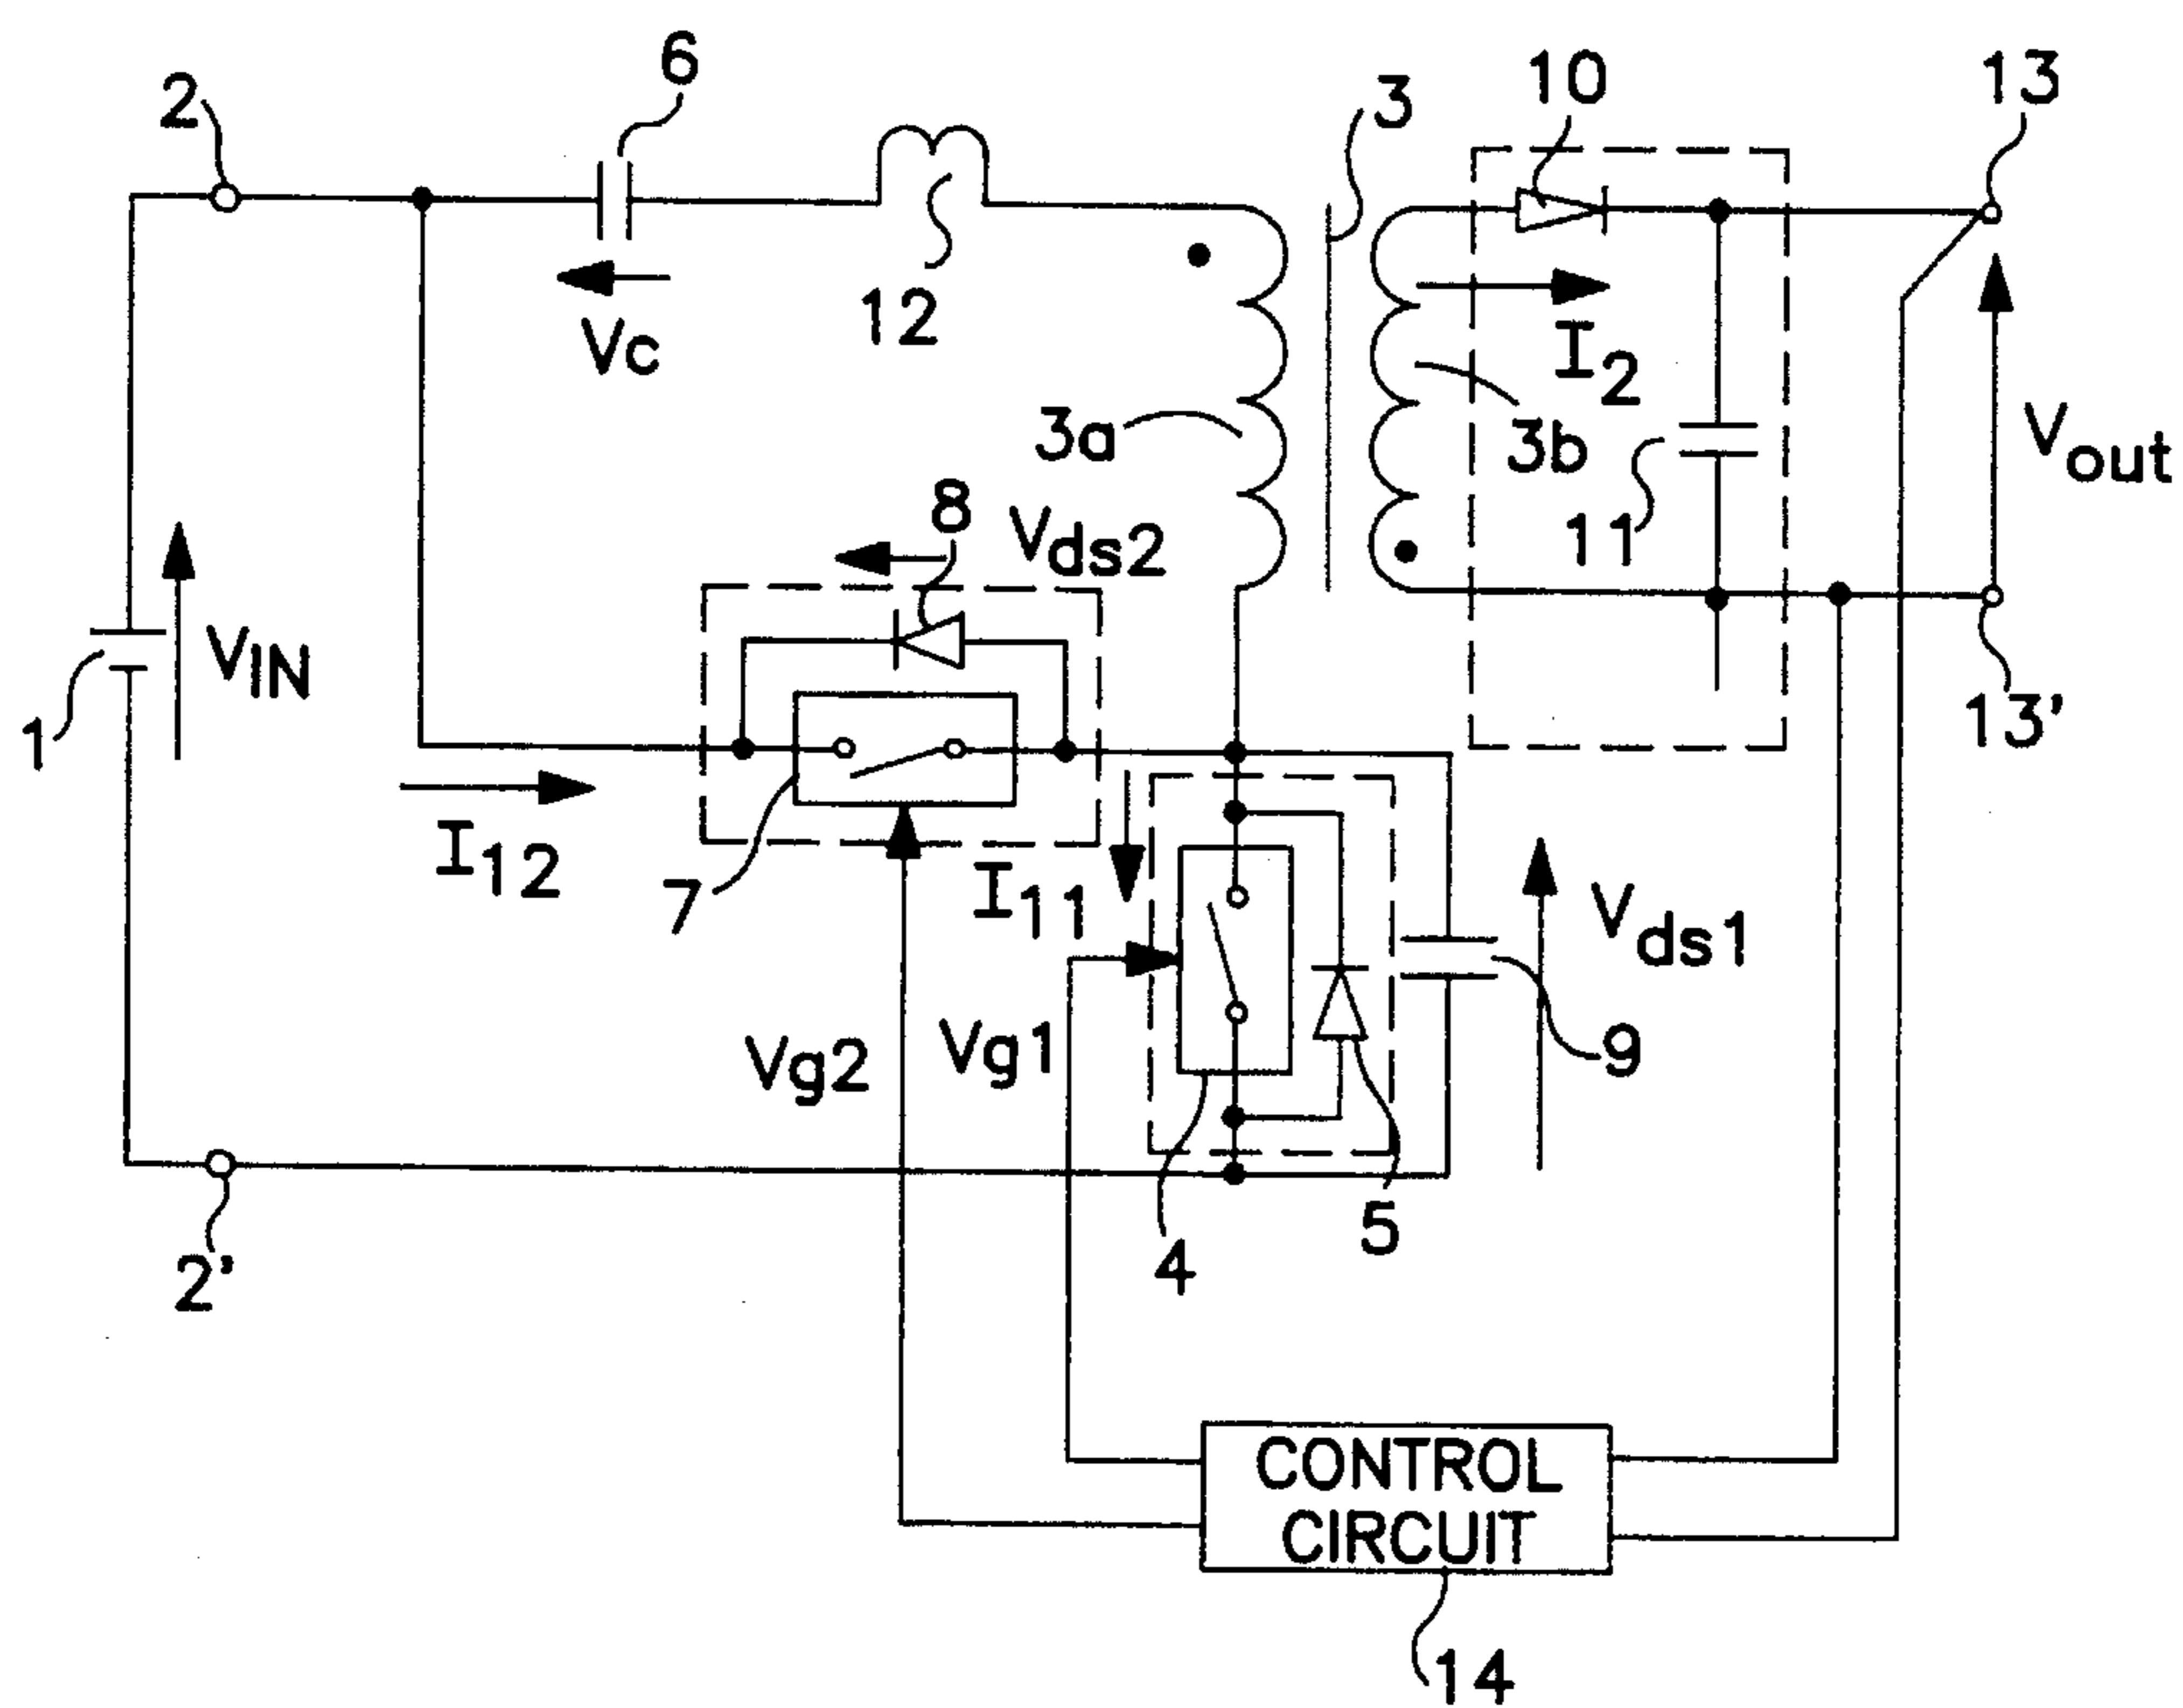 6
2
3
10
13
Vc
12
I2
3a
3b
Vout
8
Vds2
11
VIN
1
13'
I12
7
I11
Vds1
Vg2
Vg1
9
5
4
2'
CONTROL
CIRCUIT
14